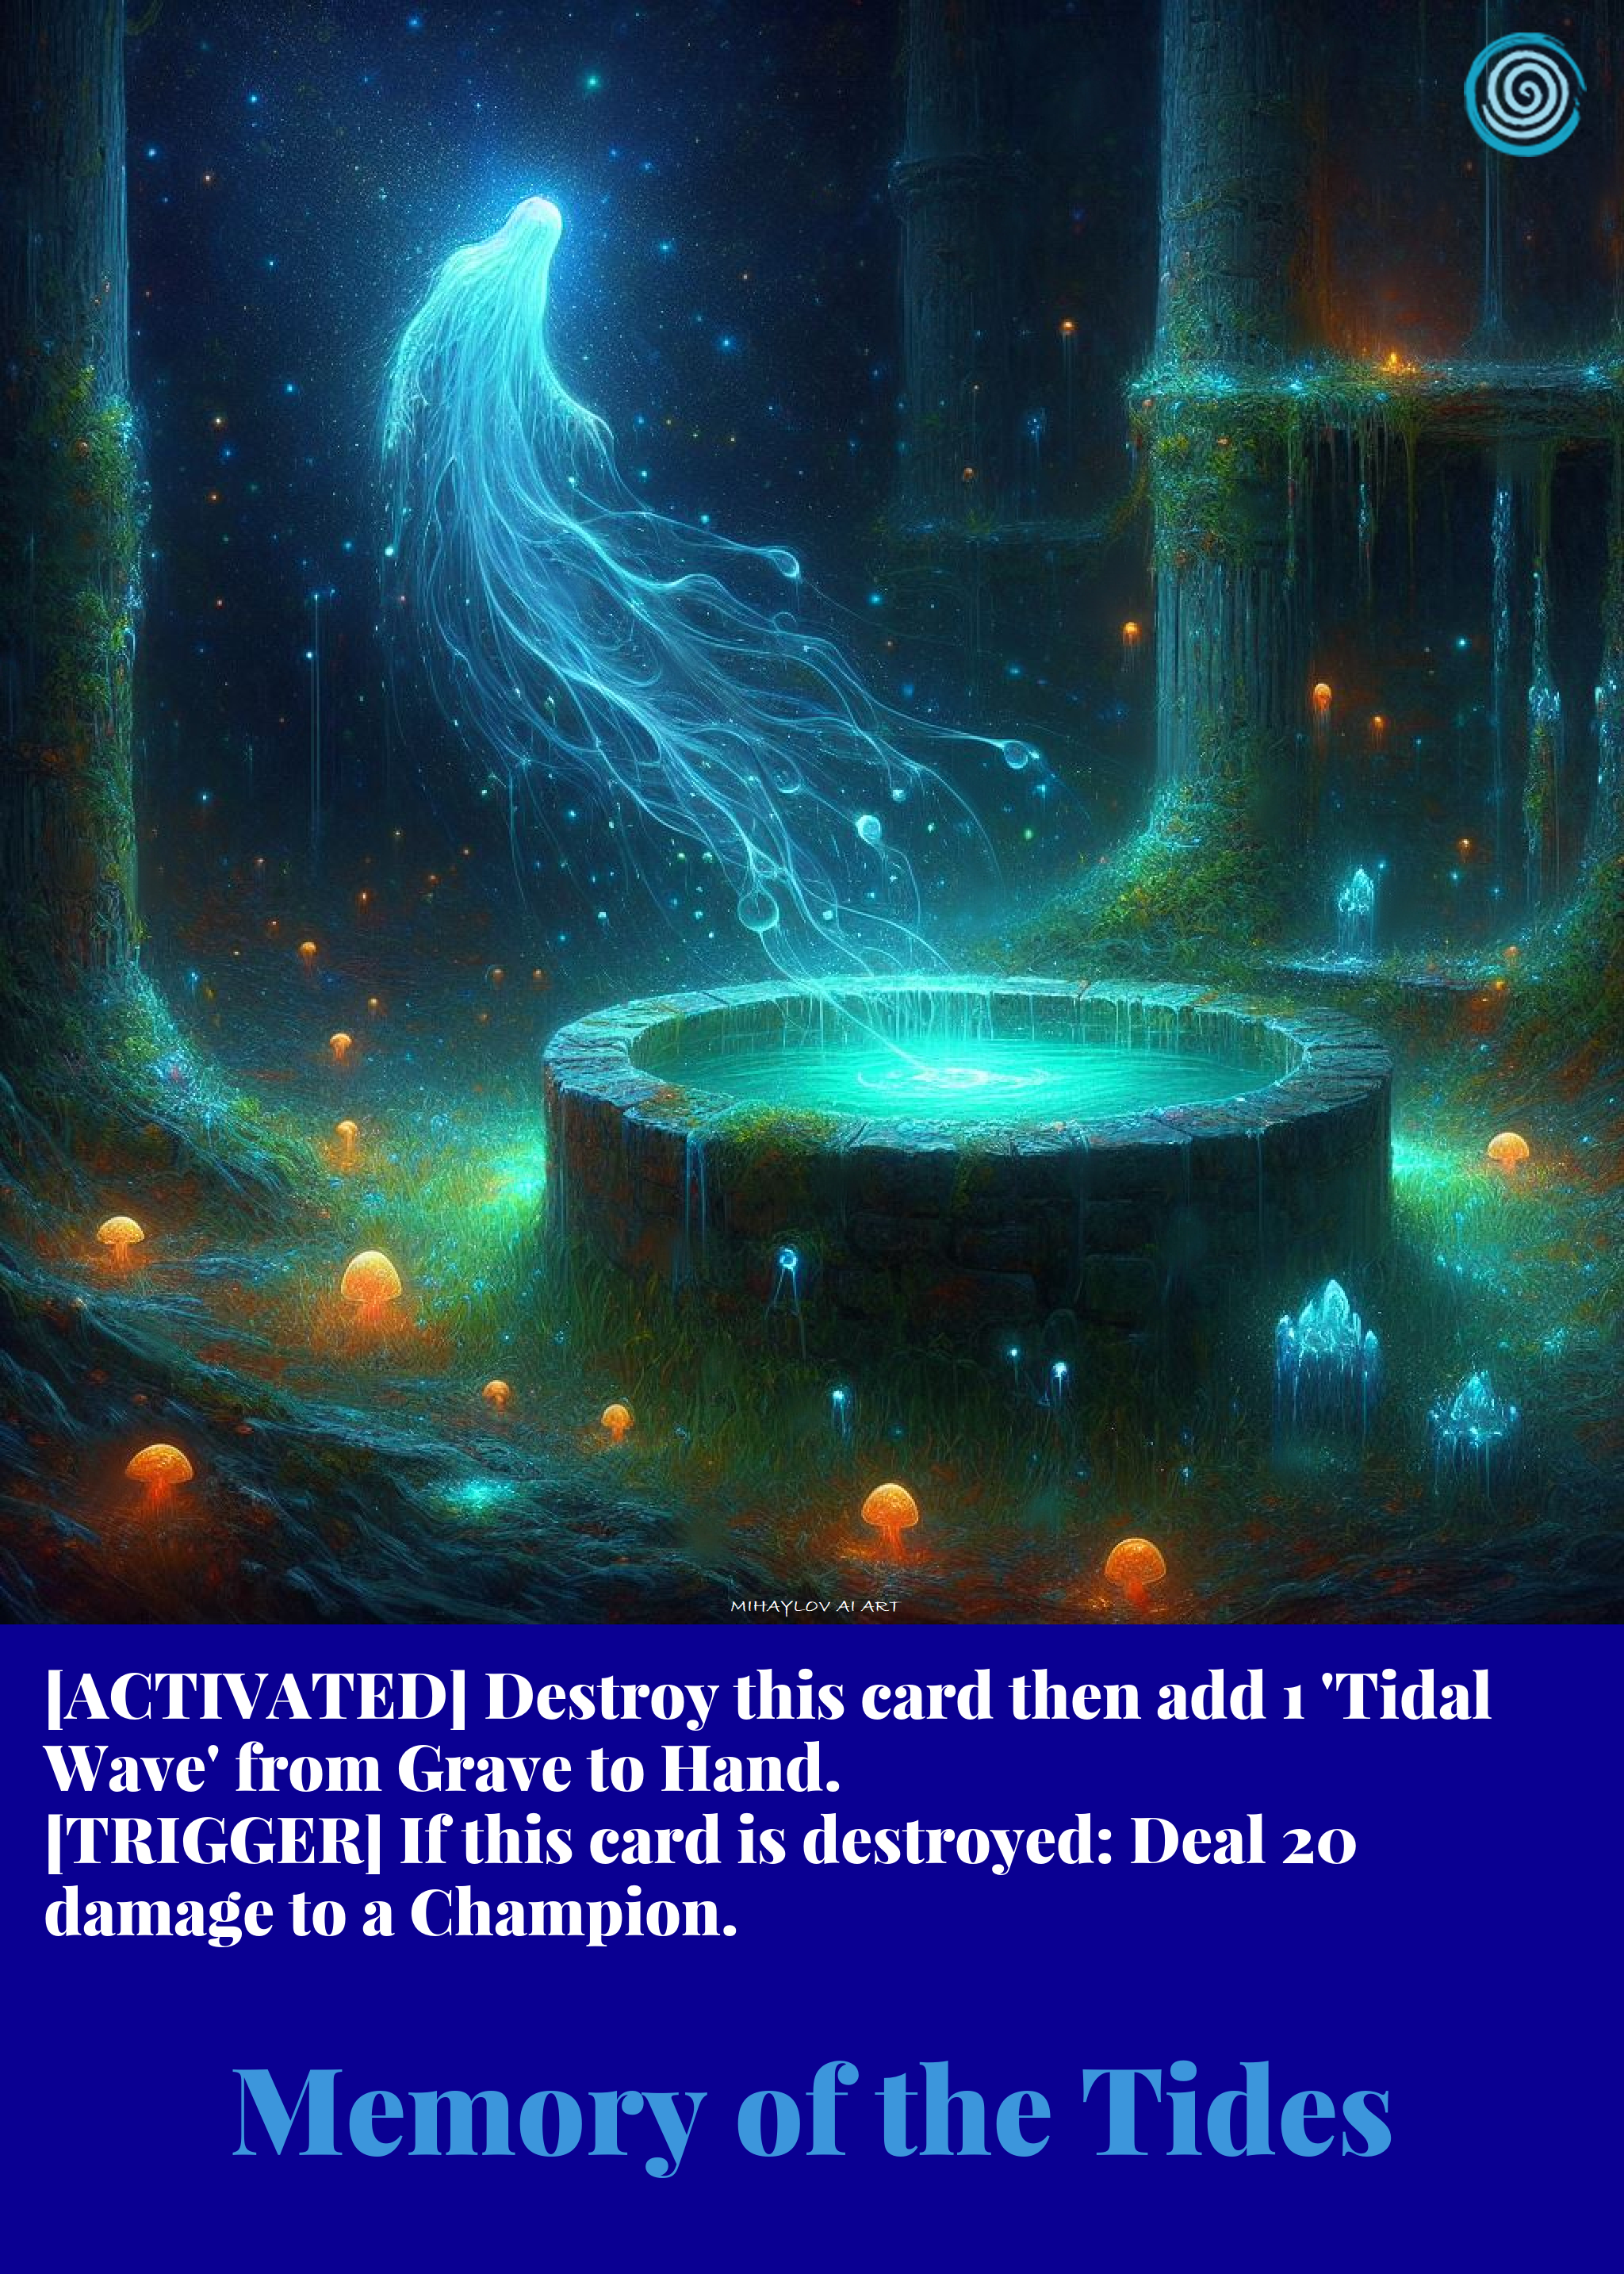 MIHAYLOV AI ART
[ACTIVATED] Destroy this card then add 1 'Tidal
Wave' from Grave to Hand.
[TRIGGER] If this card is destroyed: Deal 20
damage to a Champion.
Memory of the Tides